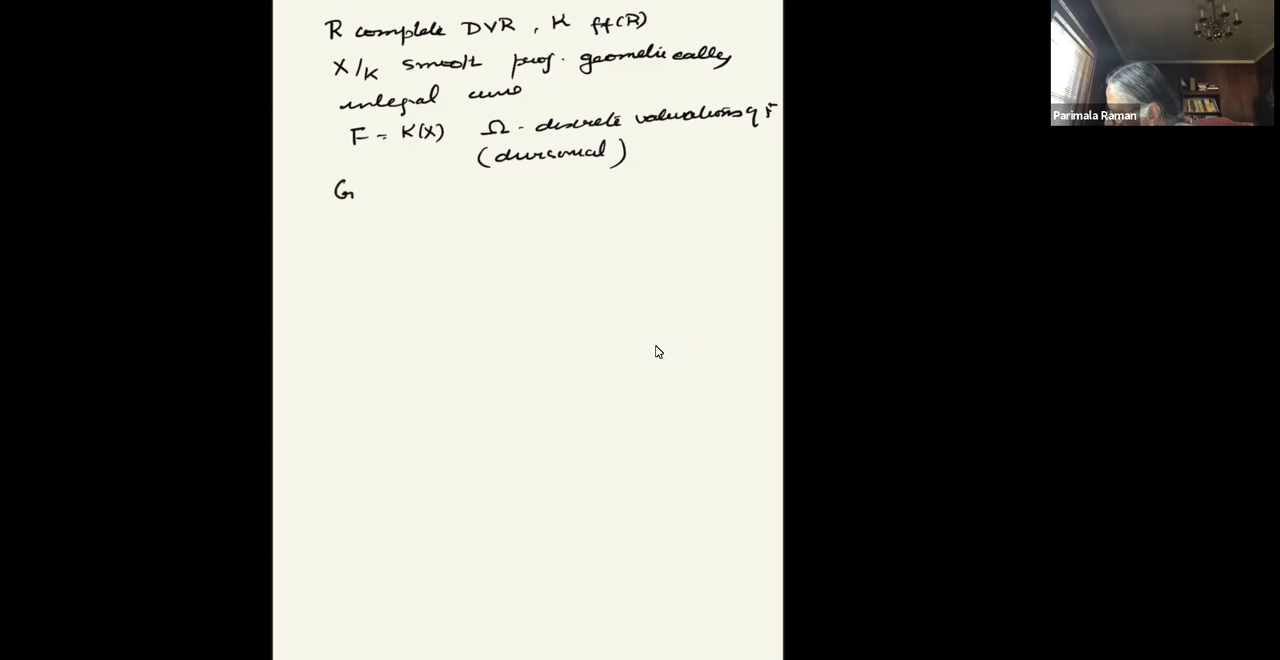 R complete DVR, K ff(R)
X/K smooth proj. geometrically
integral curve
F = K(X) Ω - discrete valuations of F
(divisorial)
G
Parimala Raman